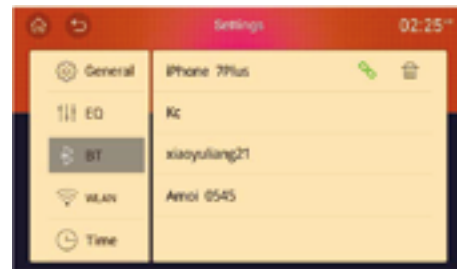 Settings
02:25
General
iPhone 7Plus
EQ
Kc
BT
xiaoyuliang21
WLAN
Amoi 0545
Time